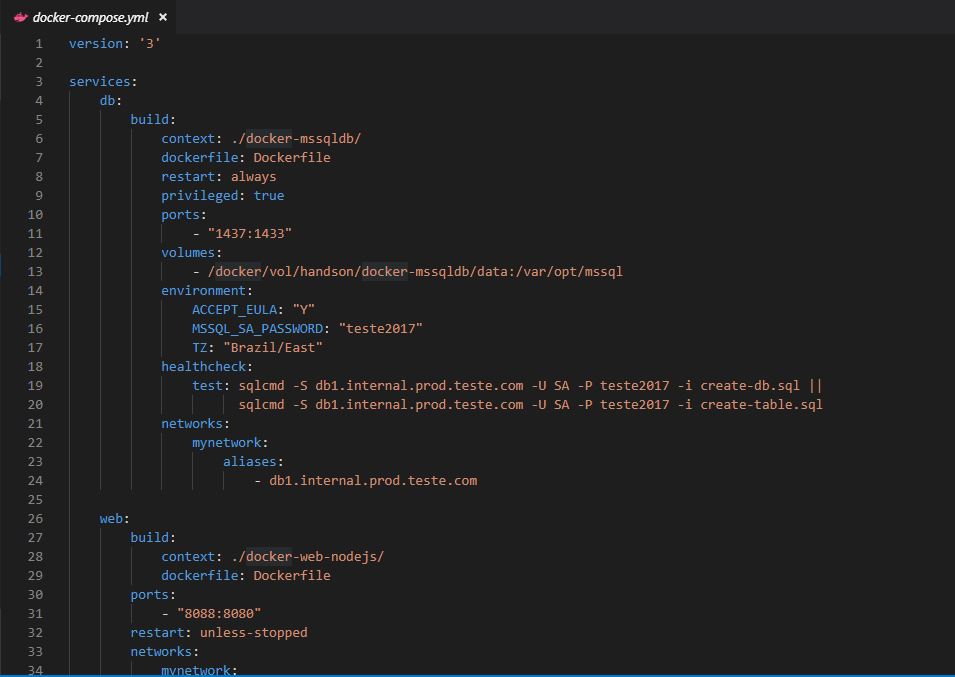 docker-compose.yml ×
1 version: '3'
2
3 services:
4     db:
5         build:
6             context: ./docker-mssqldb/
7             dockerfile: Dockerfile
8             restart: always
9             privileged: true
10             ports:
11                 - "1437:1433"
12             volumes:
13                 - /docker/vol/handson/docker-mssqldb/data:/var/opt/mssql
14             environment:
15                 ACCEPT_EULA: "Y"
16                 MSSQL_SA_PASSWORD: "teste2017"
17                 TZ: "Brazil/East"
18             healthcheck:
19                 test: sqlcmd -S db1.internal.prod.teste.com -U SA -P teste2017 -i create-db.sql ||
20                       sqlcmd -S db1.internal.prod.teste.com -U SA -P teste2017 -i create-table.sql
21             networks:
22                 mynetwork:
23                     aliases:
24                         - db1.internal.prod.teste.com
25
26     web:
27         build:
28             context: ./docker-web-nodejs/
29             dockerfile: Dockerfile
30         ports:
31             - "8088:8080"
32         restart: unless-stopped
33         networks:
34             mynetwork: